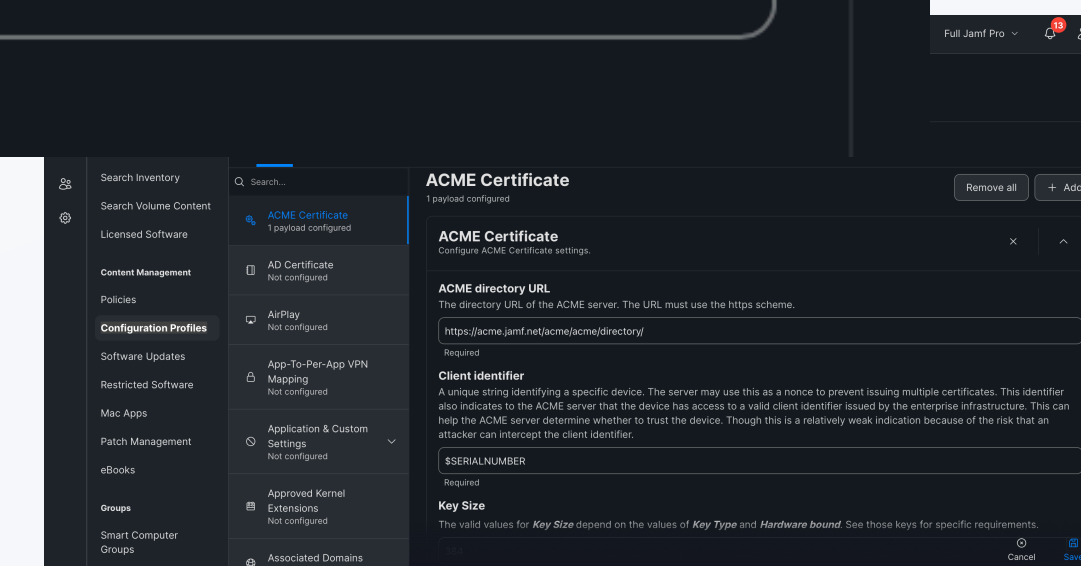 Full Jamf Pro
13
Search Inventory
Search Volume Content
Licensed Software
Content Management
Policies
Configuration Profiles
Software Updates
Restricted Software
Mac Apps
Patch Management
eBooks
Groups
Smart Computer
Groups
Search...
ACME Certificate
1 payload configured
AD Certificate
Not configured
AirPlay
Not configured
App-To-Per-App VPN
Mapping
Not configured
Application & Custom
Settings
Not configured
Approved Kernel
Extensions
Not configured
Associated Domains
ACME Certificate
1 payload configured
Remove all
+ Add
ACME Certificate
Configure ACME Certificate settings.
ACME directory URL
The directory URL of the ACME server. The URL must use the https scheme.
https://acme.jamf.net/acme/acme/directory/
Required
Client identifier
A unique string identifying a specific device. The server may use this as a nonce to prevent issuing multiple certificates. This identifier
also indicates to the ACME server that the device has access to a valid client identifier issued by the enterprise infrastructure. This can
help the ACME server determine whether to trust the device. Though this is a relatively weak indication because of the risk that an
attacker can intercept the client identifier.
$SERIALNUMBER
Required
Key Size
The valid values for Key Size depend on the values of Key Type and Hardware bound. See those keys for specific requirements.
384
Cancel
Save